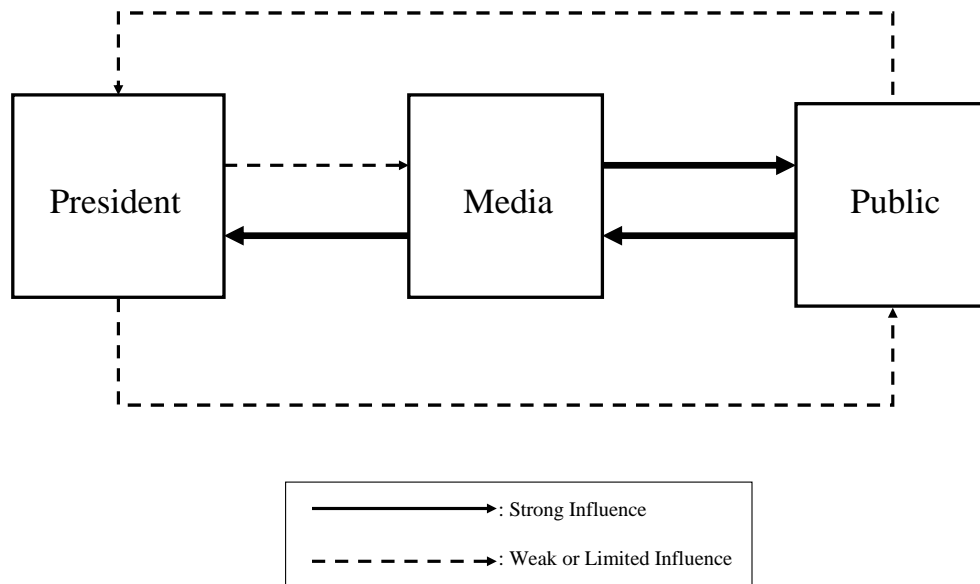 President
Media
Public
: Strong Influence
: Weak or Limited Influence